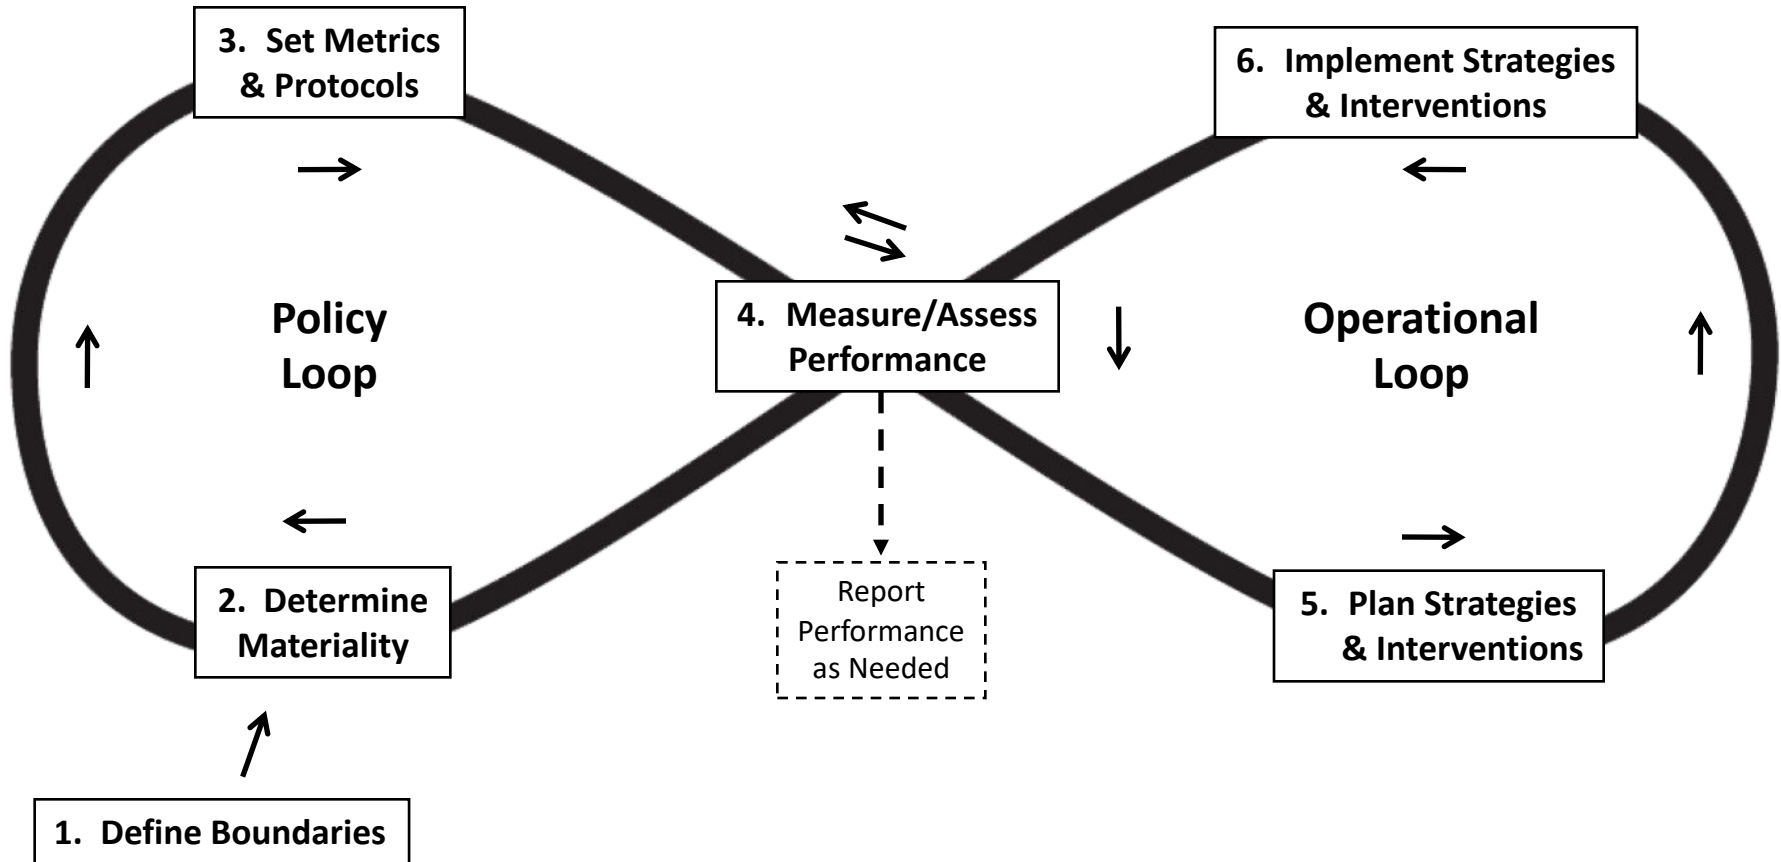 3. Set Metrics
& Protocols
6. Implement Strategies
& Interventions
Policy
Loop
4. Measure/Assess
Performance
Operational
Loop
2. Determine
Materiality
Report
Performance
as Needed
5. Plan Strategies
& Interventions
1. Define Boundaries